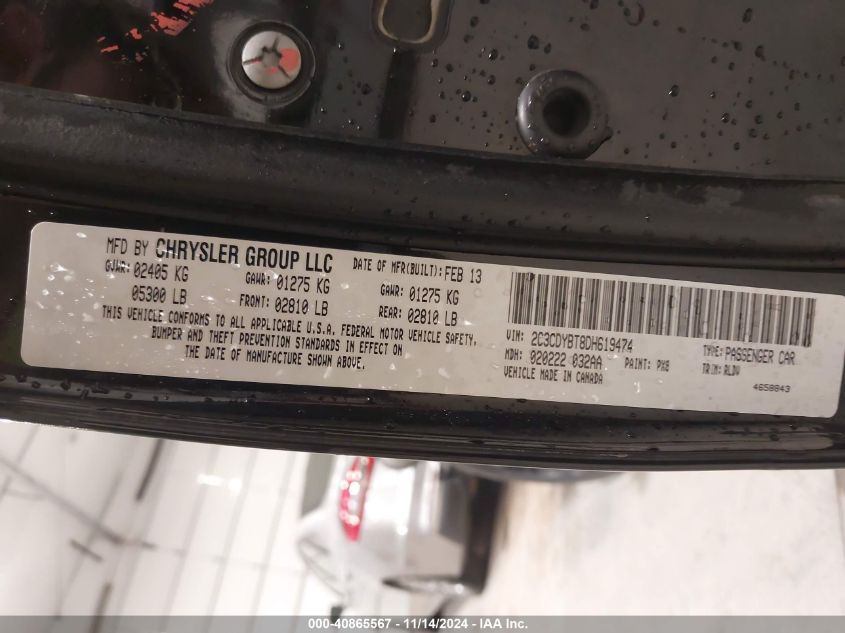 MFD BY CHRYSLER GROUP LLC DATE OF MFR(BUILT): FEB 13
GVWR: 02405 KG GAWR: 01275 KG GAWR: 01275 KG
05300 LB FRONT: 02810 LB REAR: 02810 LB
THIS VEHICLE CONFORMS TO ALL APPLICABLE U.S.A. FEDERAL MOTOR VEHICLE SAFETY,
BUMPER AND THEFT PREVENTION STANDARDS IN EFFECT ON
THE DATE OF MANUFACTURE SHOWN ABOVE.
VIN: 2C3CDYBT8DH619474 TYPE: PASSENGER CAR
MDH: 020222 032AA PAINT: PX8 TRIM: RLDV
VEHICLE MADE IN CANADA 4658843
000-40865567 - 11/14/2024 - IAA Inc.